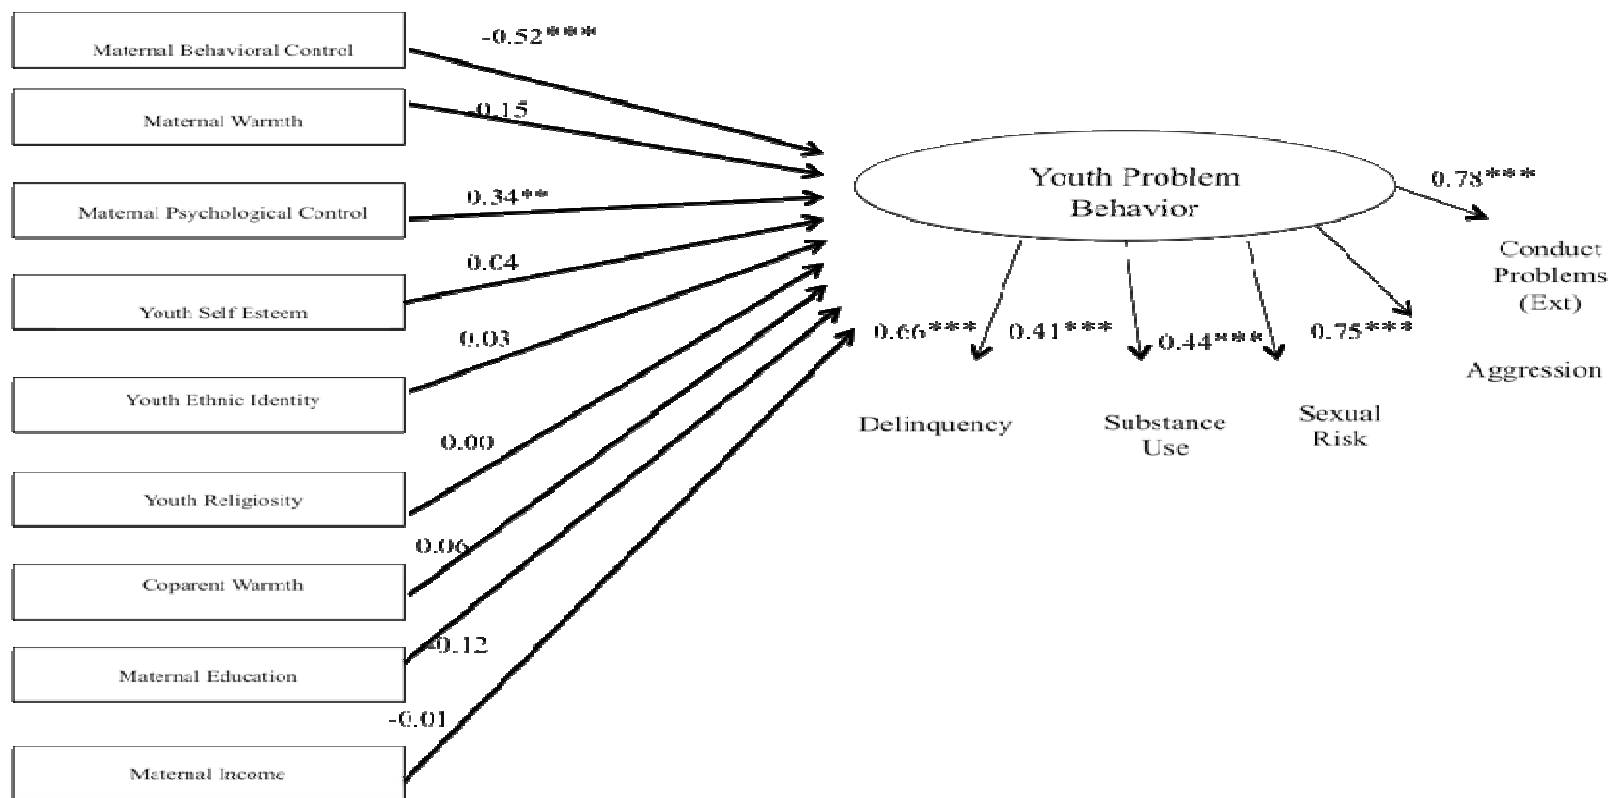 Maternal Behavioral Control
-0.52***
Maternal Warmth
-0.15
Maternal Psychological Control
0.34**
Youth Self Esteem
0.04
Youth Ethnic Identity
0.03
Youth Religiosity
0.00
Coparent Warmth
0.06
Maternal Education
-0.12
Maternal Income
-0.01
Youth Problem
Behavior
0.78***
Conduct
Problems
(Ext)
0.66***
0.41***
0.44***
0.75***
Aggression
Delinquency
Substance
Use
Sexual
Risk